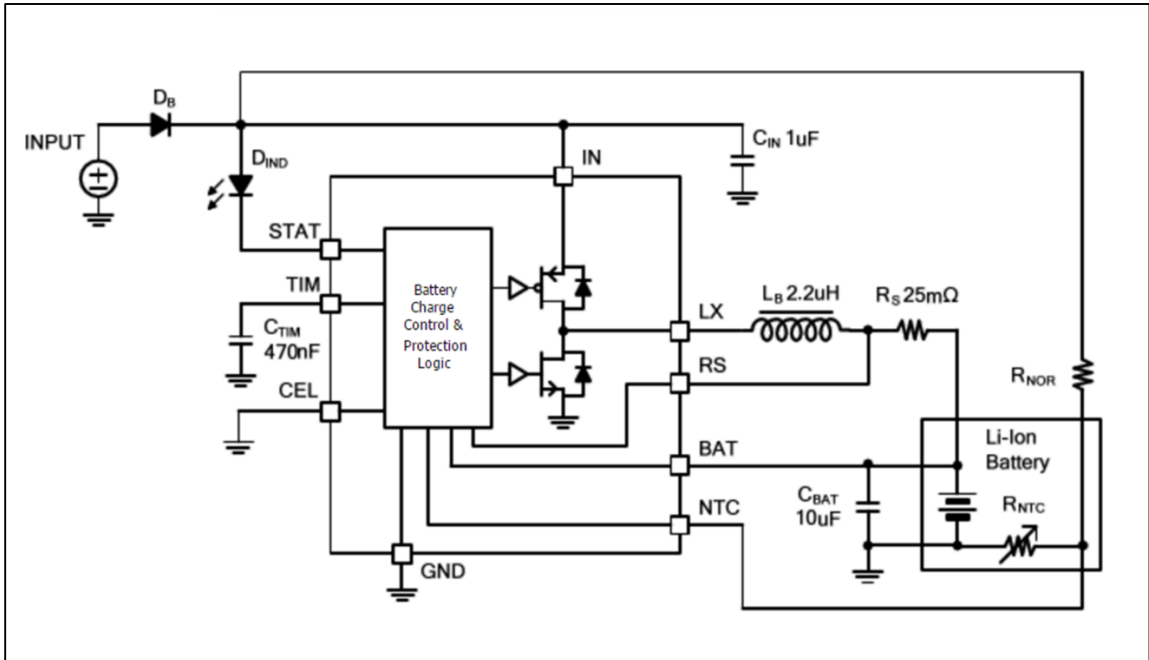 D_B
INPUT
D_IND
IN
C_IN 1uF
STAT
TIM
C_TIM
470nF
CEL
Battery
Charge
Control &
Protection
Logic
LX
L_B 2.2uH
R_S 25mΩ
RS
R_NOR
BAT
Li-Ion
Battery
C_BAT
10uF
R_NTC
NTC
GND